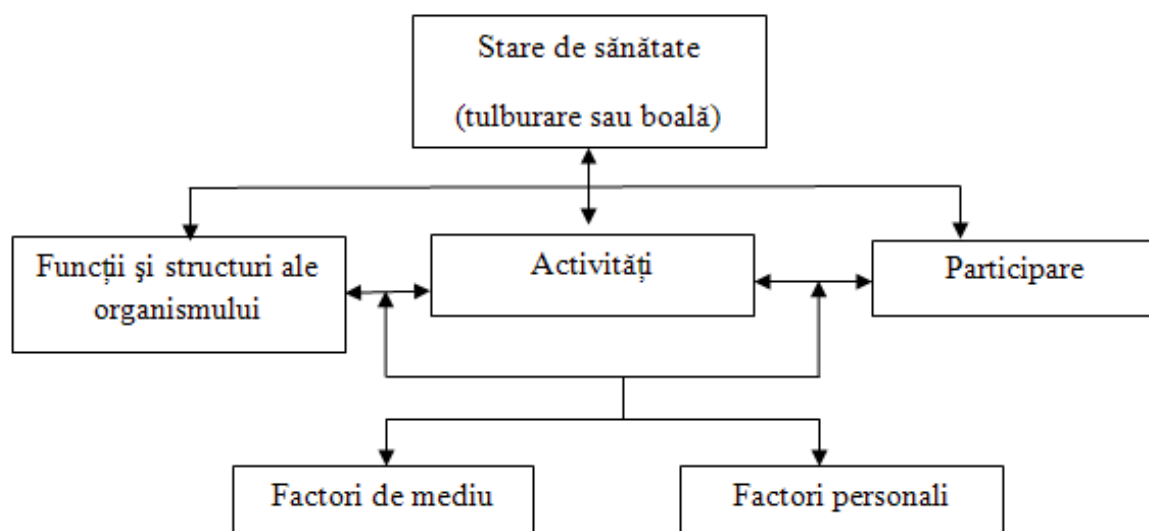 Stare de sănătate
(tulburare sau boală)
Funcții şi structuri ale
organismului
Activități
Participare
Factori de mediu
Factori personali